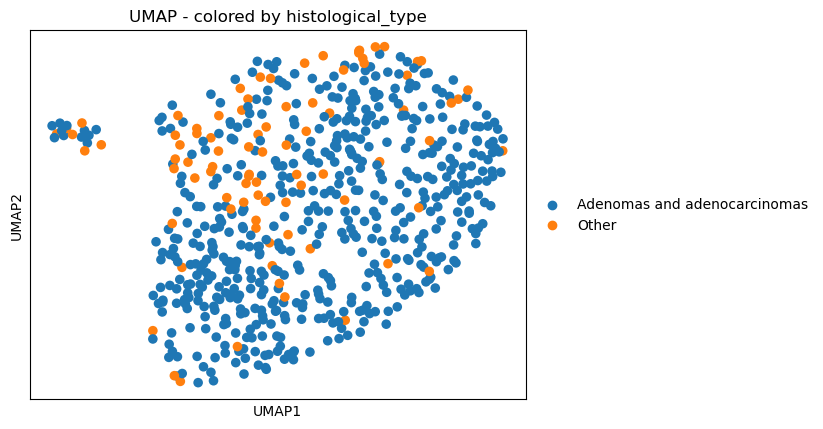 UMAP - colored by histological_type
UMAP2
Adenomas and adenocarcinomas
Other
UMAP1